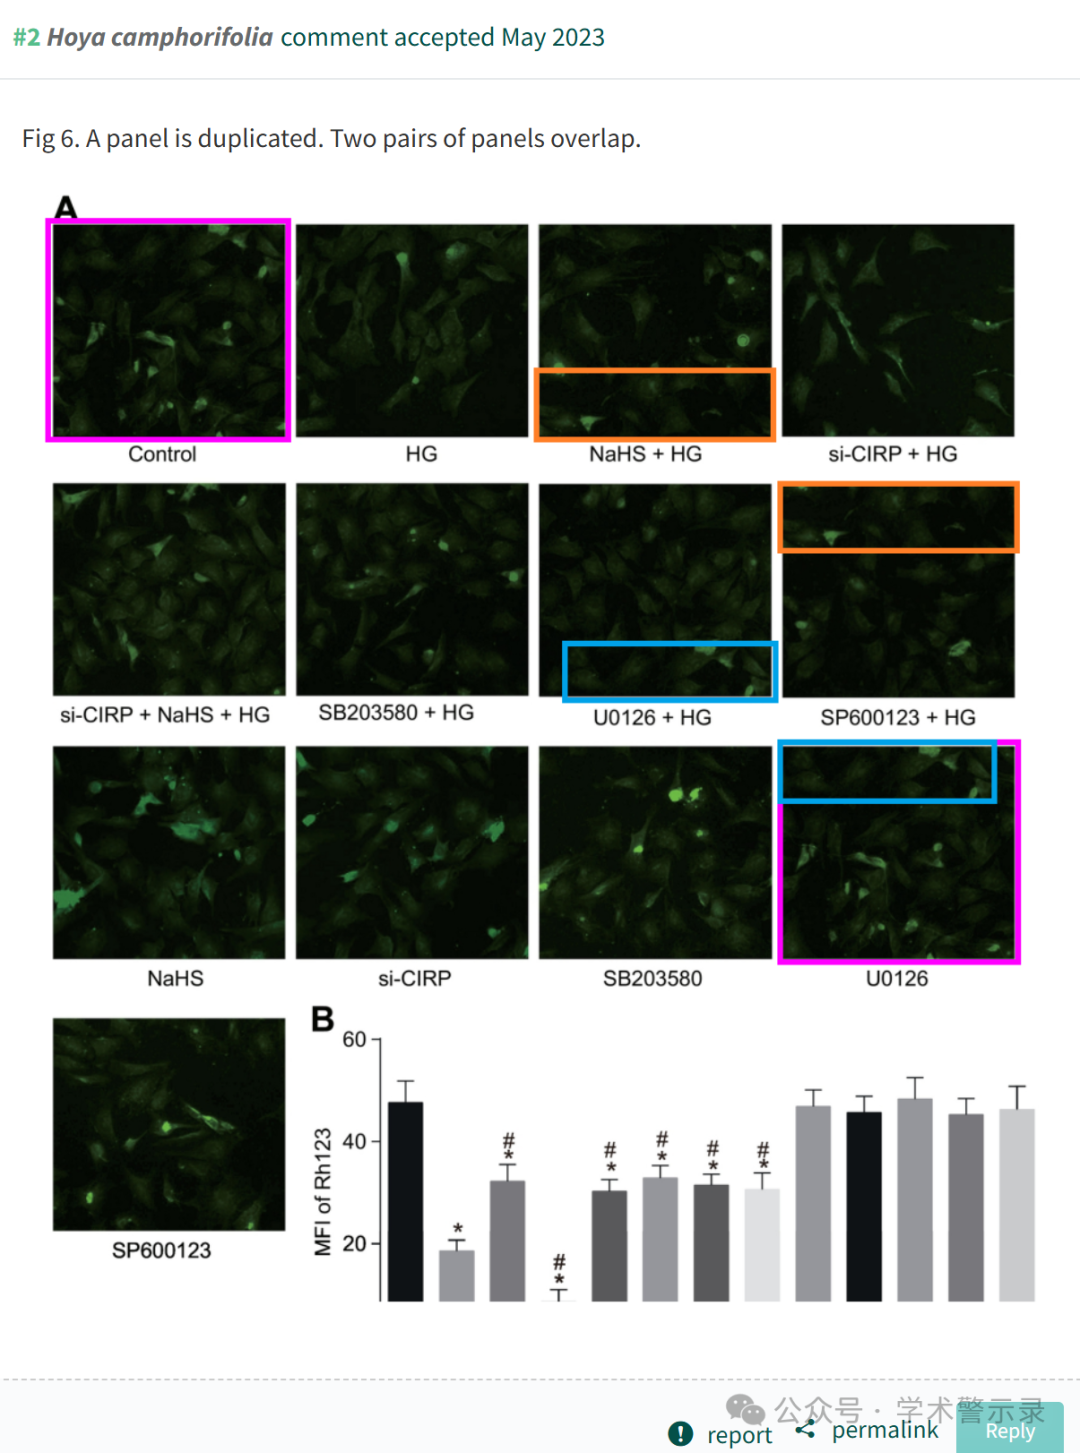 #2 Hoya camphorifolia comment accepted May 2023
Fig 6. A panel is duplicated. Two pairs of panels overlap.
A
Control
HG
NaHS + HG
si-CIRP + HG
si-CIRP + NaHS + HG
SB203580 + HG
U0126 + HG
SP600123 + HG
NaHS
si-CIRP
SB203580
U0126
SP600123
B
MFI of Rh123
60
40
20
*
#
*
#
*
#
*
#
*
#
*
#
*
公众号 · 学术警示录
! report
permalink
Reply